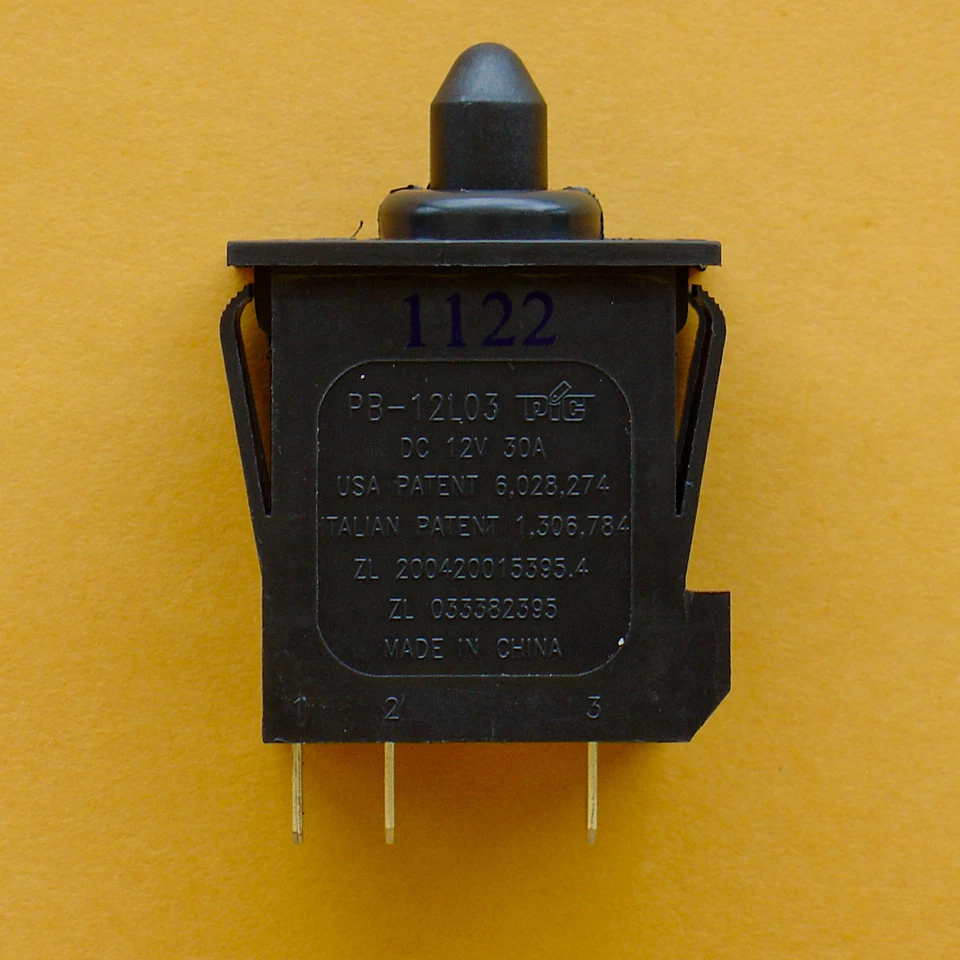 1122
PB-12L03 PIC
DC 12V 30A
USA PATENT 6,028,274
ITALIAN PATENT 1,306,784
ZL 200420015395.4
ZL 033382395
MADE IN CHINA
1 2 3